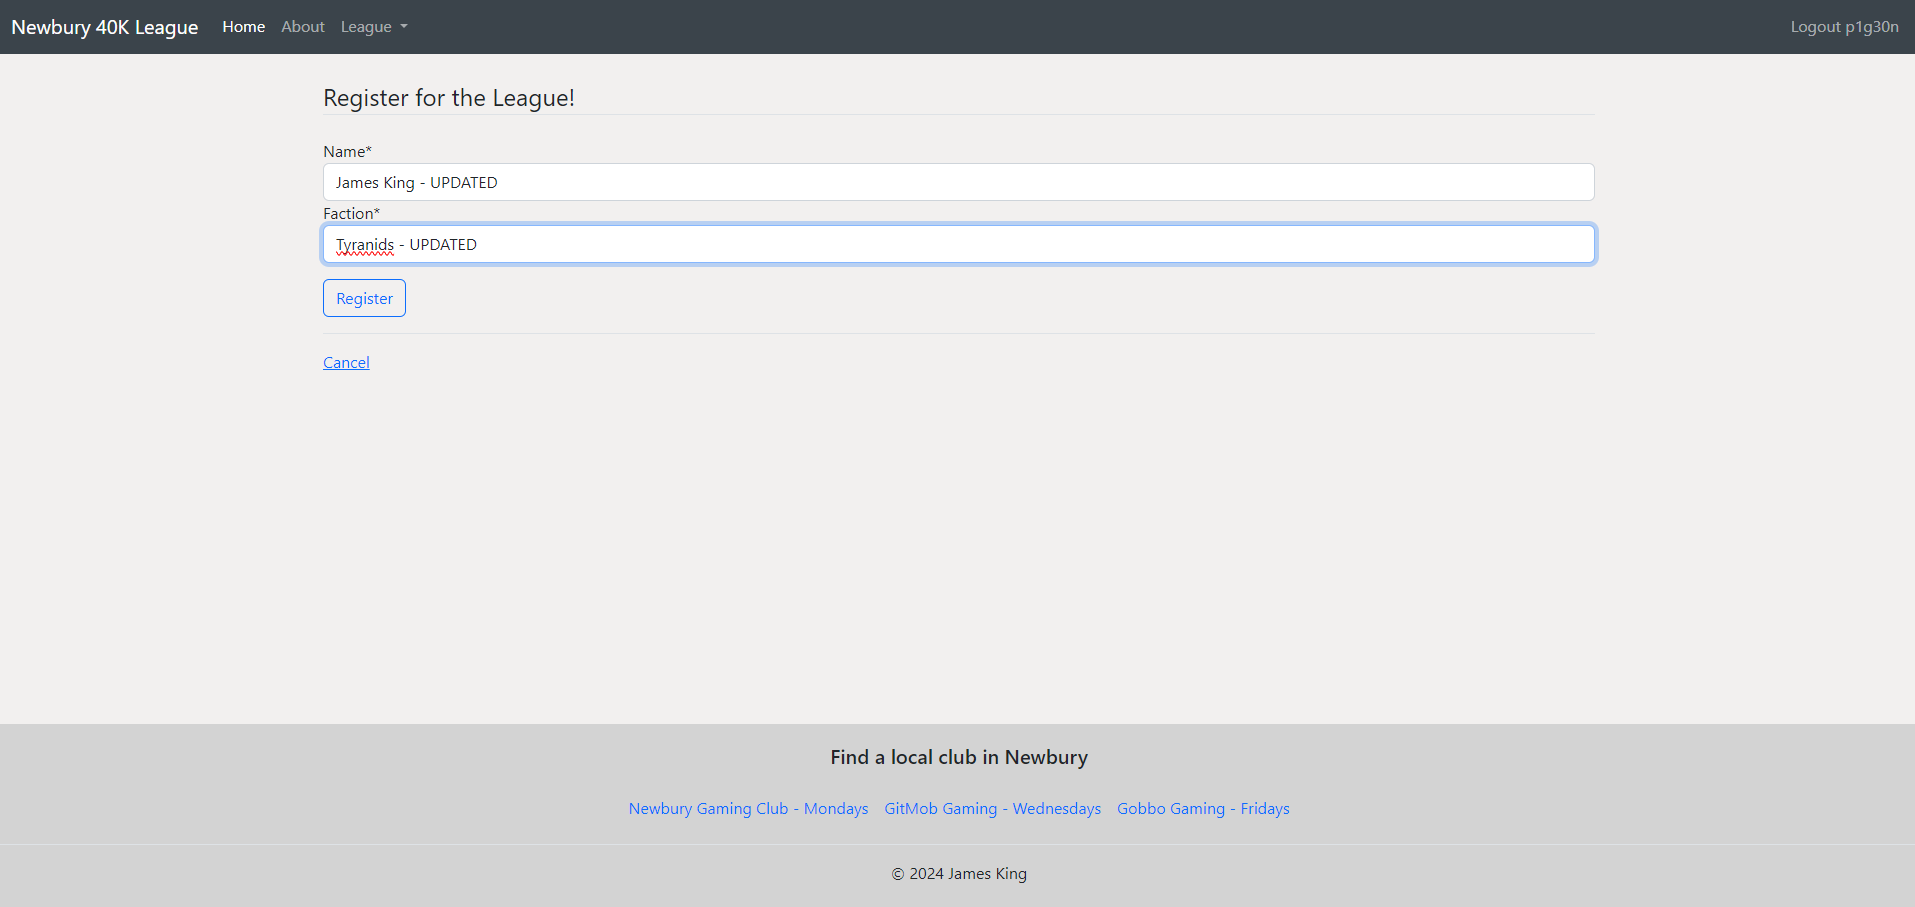 Newbury 40K League Home About League Logout p1g30n
Register for the League!
Name*
James King - UPDATED
Faction*
Tyranids - UPDATED
Register
Cancel
Find a local club in Newbury
Newbury Gaming Club - Mondays GitMob Gaming - Wednesdays Gobbo Gaming - Fridays
© 2024 James King